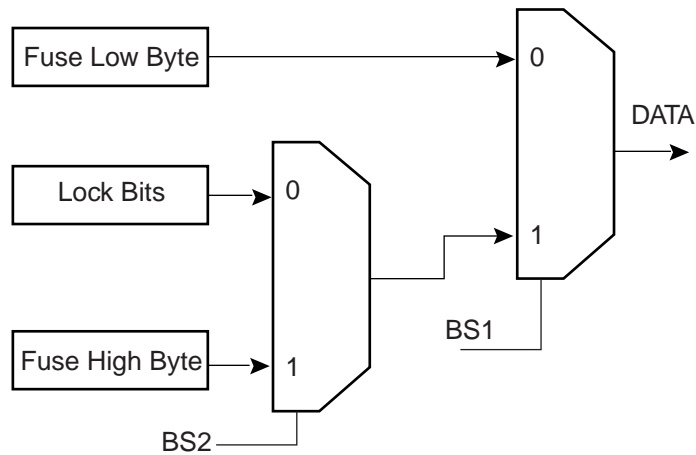 Fuse Low Byte
0
DATA
Lock Bits
0
1
BS1
Fuse High Byte
1
BS2